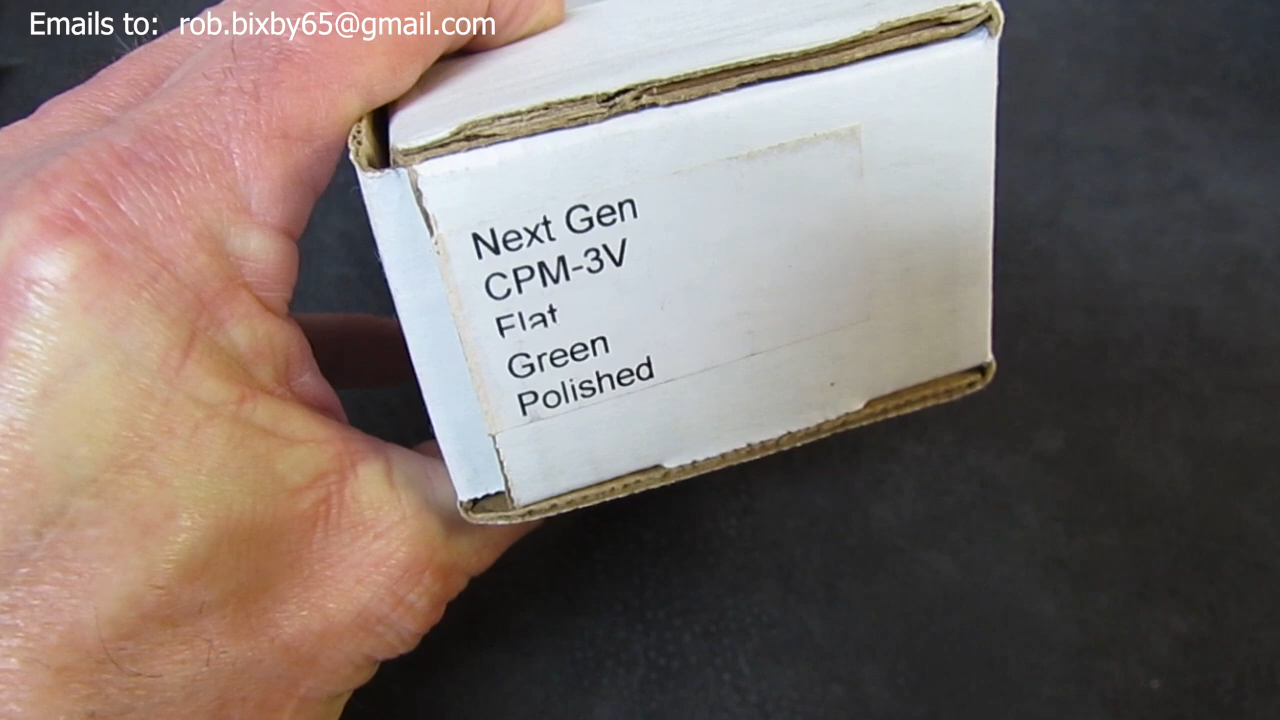 Emails to: rob.bixby65@gmail.com
Next Gen
CPM-3V
Flat
Green
Polished